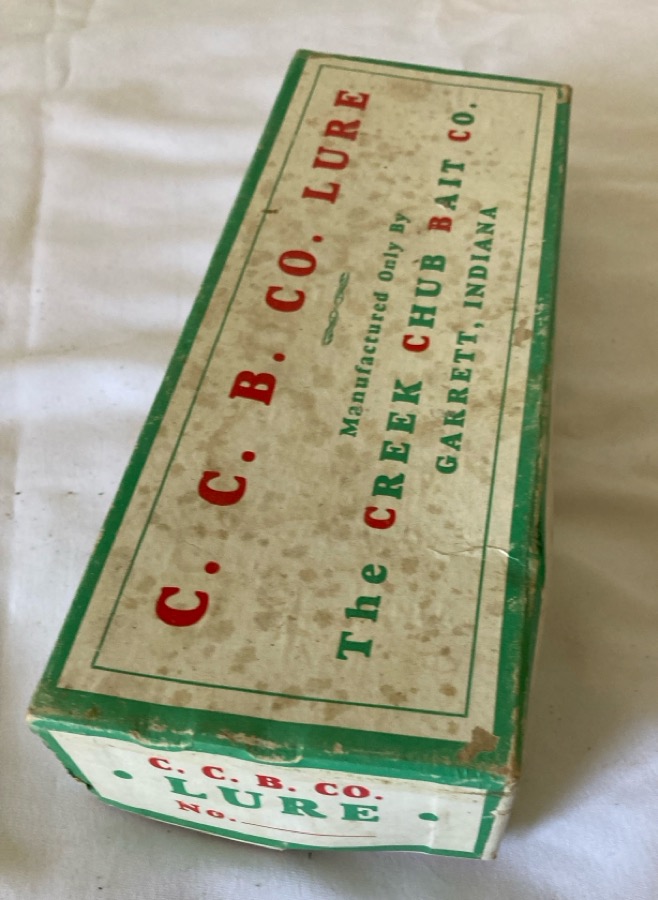 C. C. B. CO. LURE
Manufactured Only By
The CREEK CHUB BAIT CO.
GARRETT, INDIANA
C. C. B. CO.
• LURE •
No.